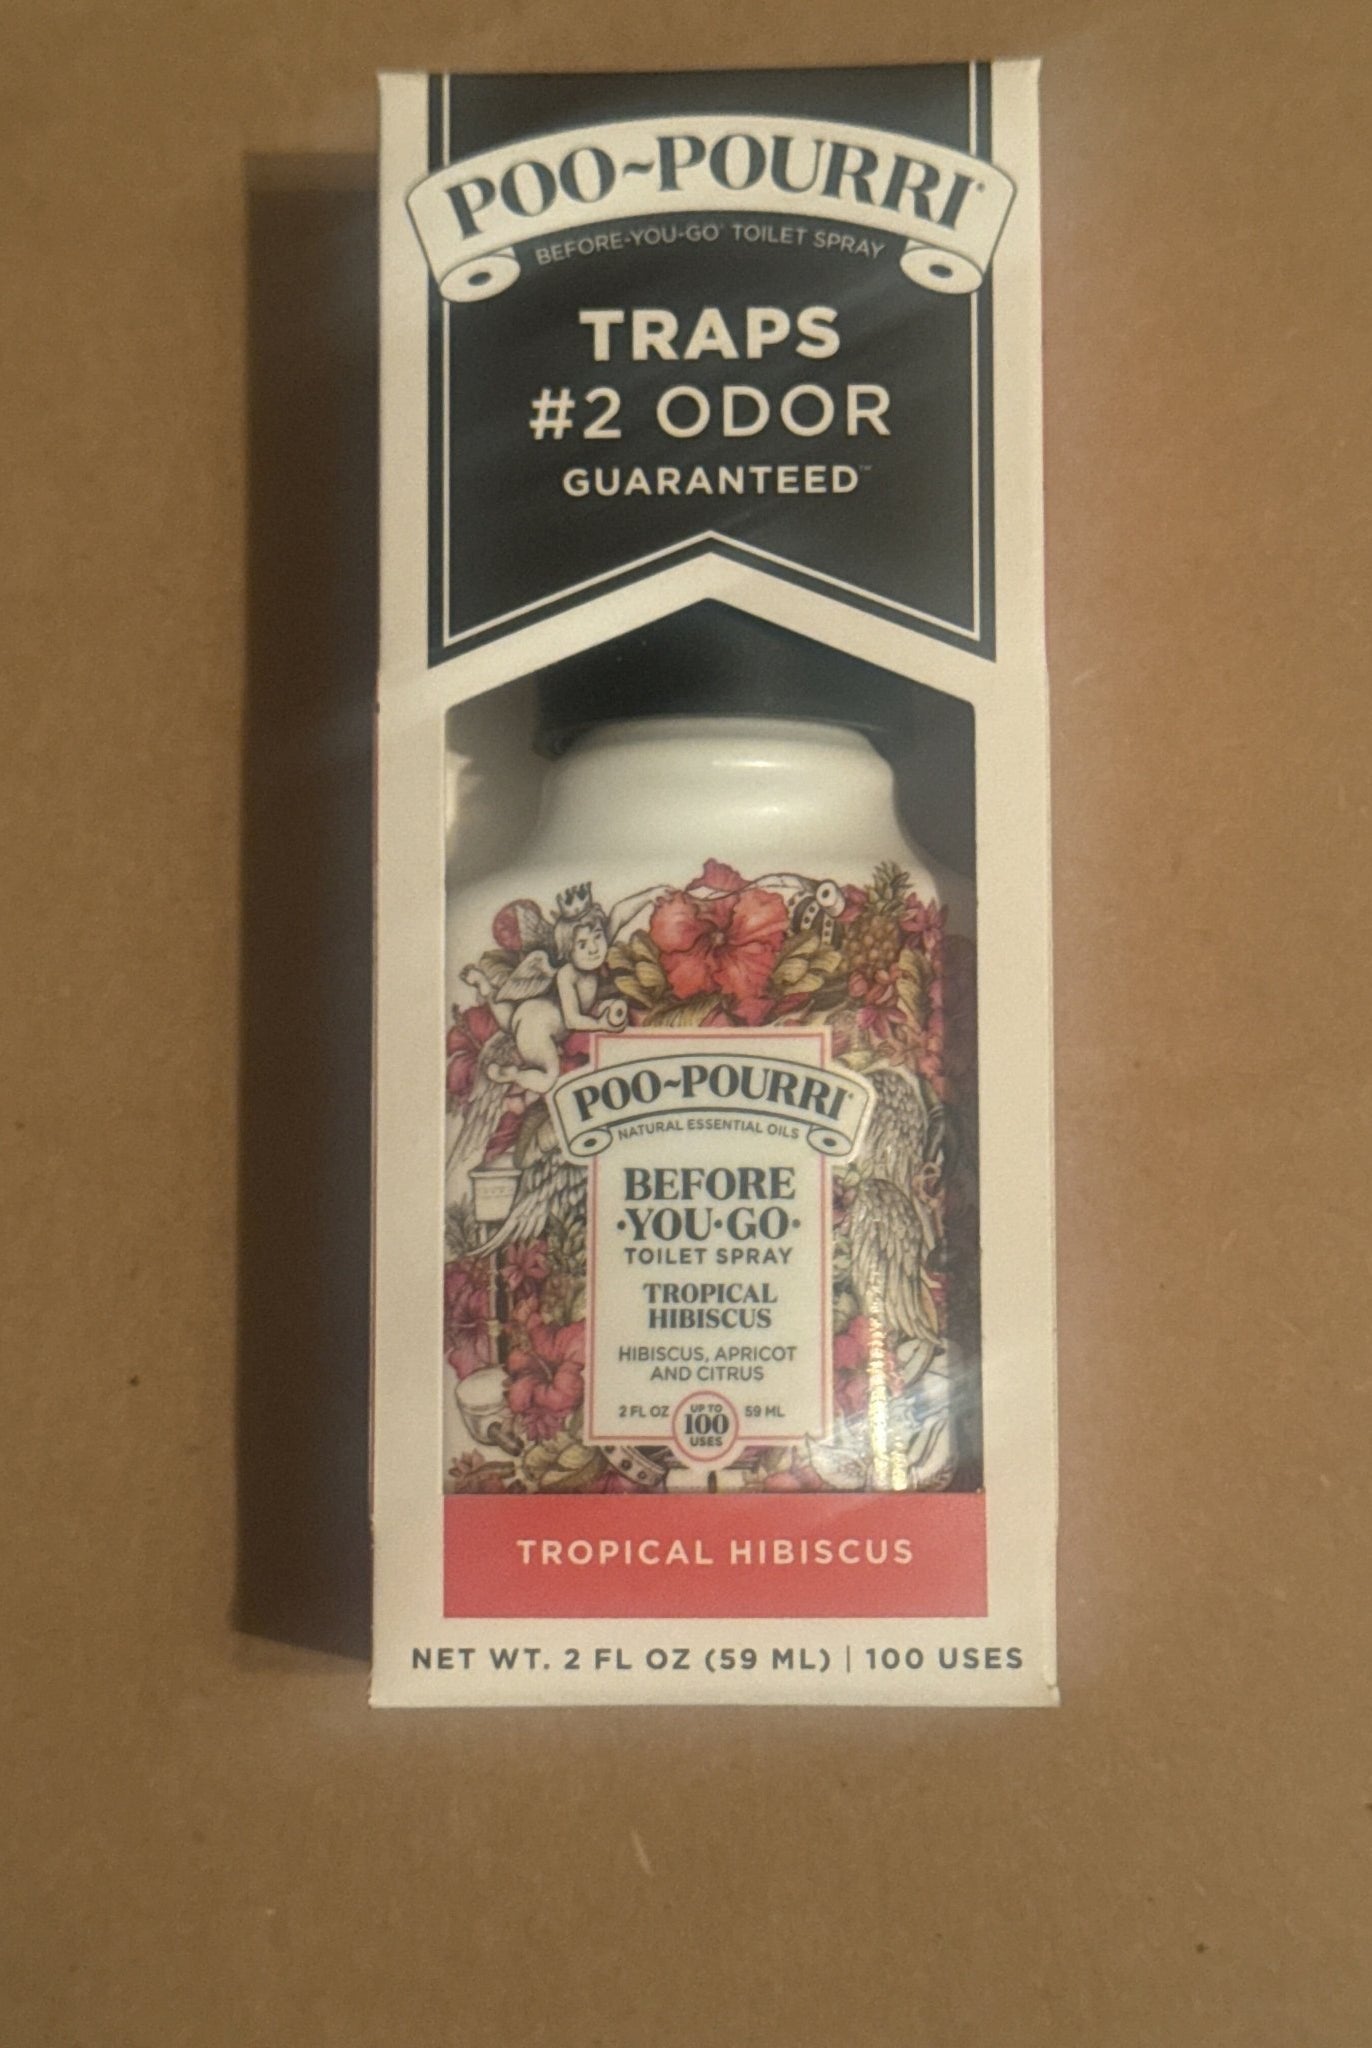 POO~POURRI®
BEFORE-YOU-GO® TOILET SPRAY
TRAPS
#2 ODOR
GUARANTEED™
POO~POURRI®
NATURAL ESSENTIAL OILS
BEFORE
•YOU•GO•
TOILET SPRAY
TROPICAL
HIBISCUS
HIBISCUS, APRICOT
AND CITRUS
2 FL OZ UP TO 100 USES 59 ML
TROPICAL HIBISCUS
NET WT. 2 FL OZ (59 ML) | 100 USES